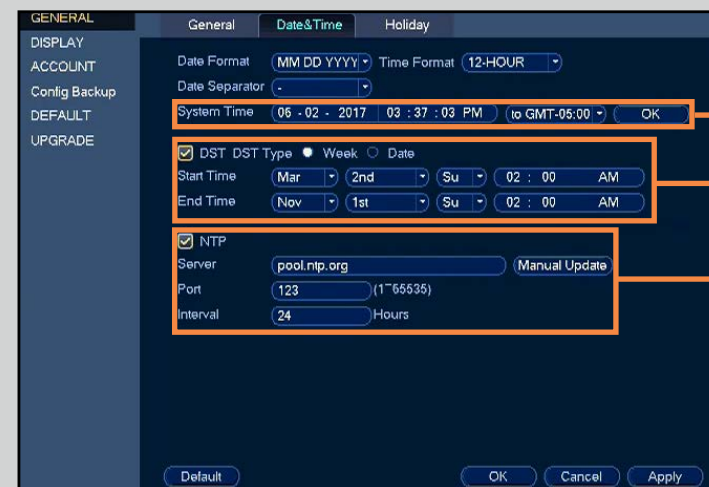 GENERAL
DISPLAY
ACCOUNT
Config Backup
DEFAULT
UPGRADE
General Date&Time Holiday
Date Format MM DD YYYY Time Format 12-HOUR
Date Separator -
System Time 06 - 02 - 2017 03 : 37 : 03 PM to GMT-05:00 OK
DST DST Type Week Date
Start Time Mar 2nd Su 02 : 00 AM
End Time Nov 1st Su 02 : 00 AM
NTP
Server pool.ntp.org Manual Update
Port 123 (1~65535)
Interval 24 Hours
Default OK Cancel Apply